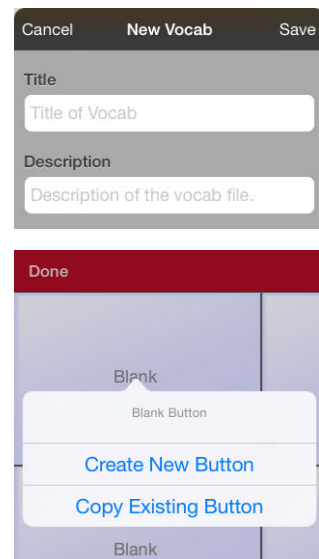 Cancel New Vocab Save
Title
Title of Vocab
Description
Description of the vocab file.
Done
Blank
Blank Button
Create New Button
Copy Existing Button
Blank